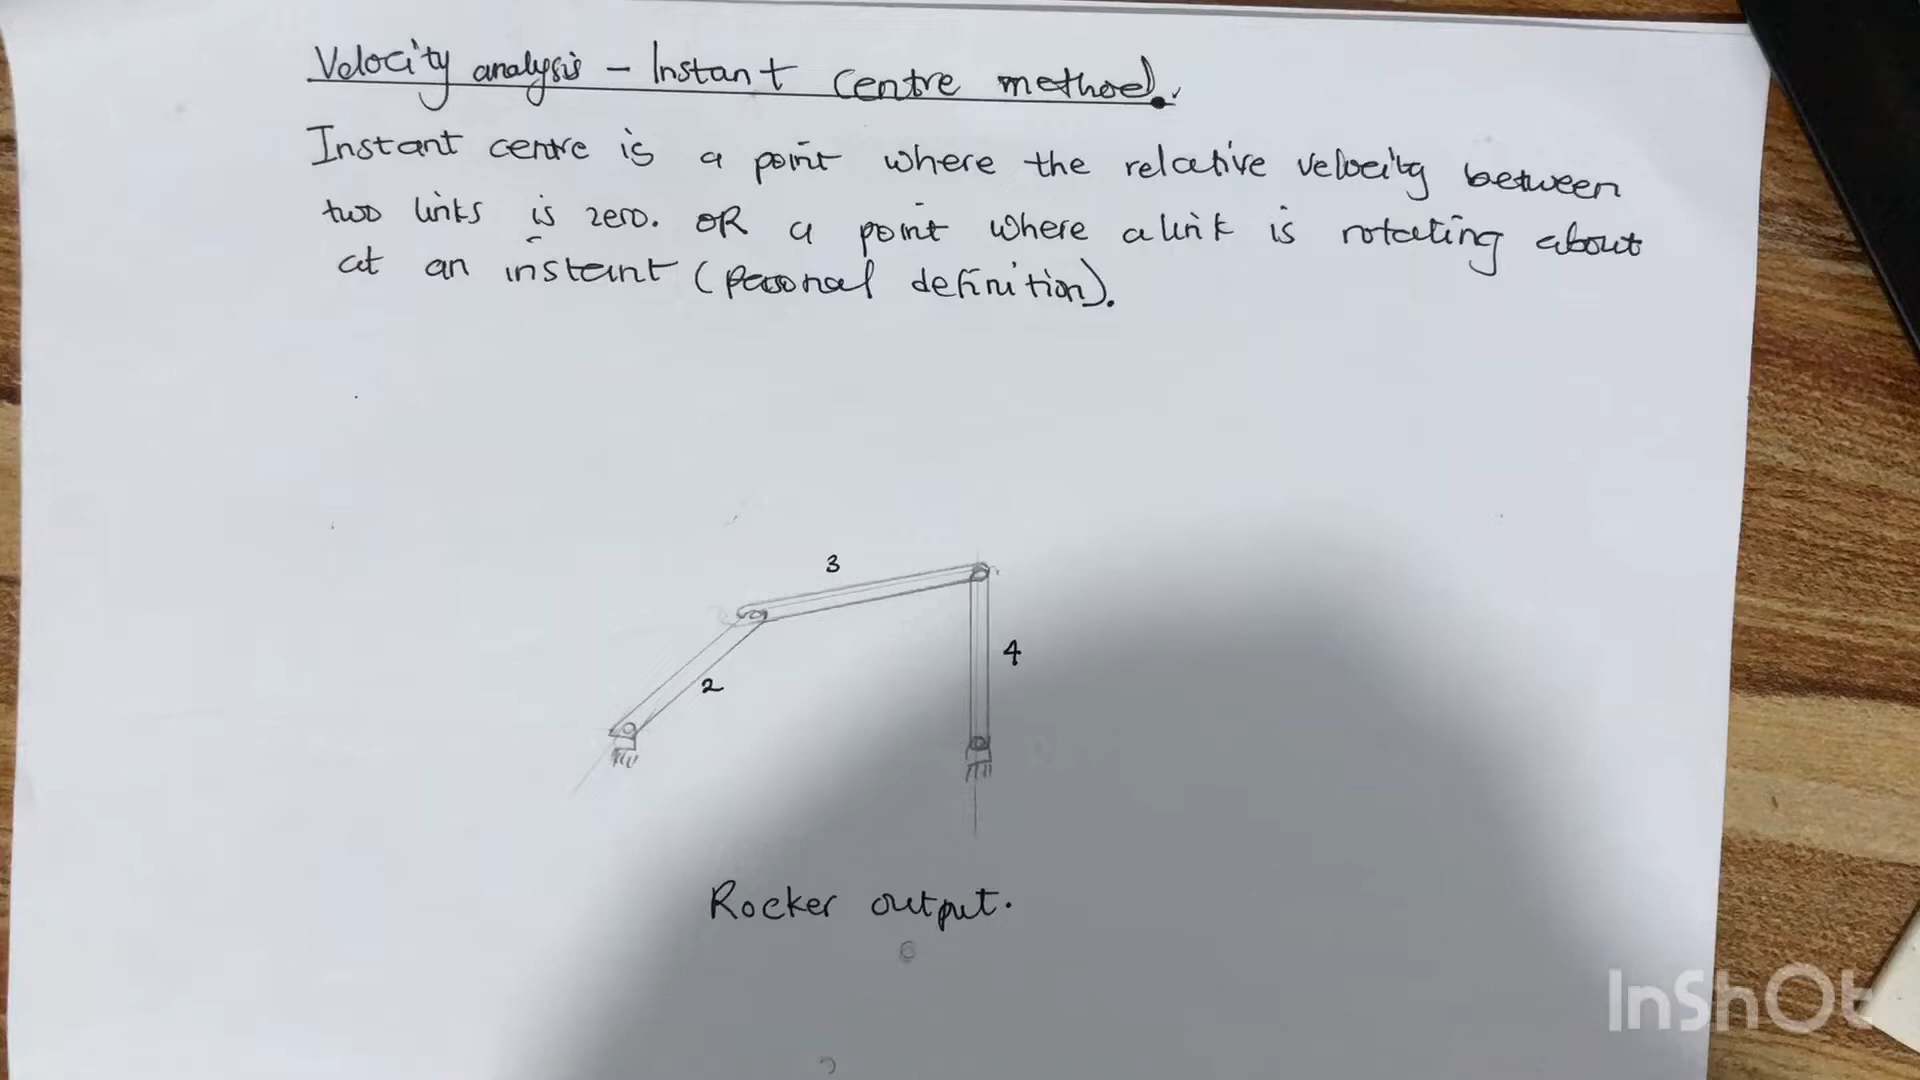 Velocity analysis - Instant Centre method.
Instant centre is a point where the relative velocity between
two links is zero. OR a point where a link is rotating about
at an instant (personal definition).
3
4
2
Rocker output.
InShOt